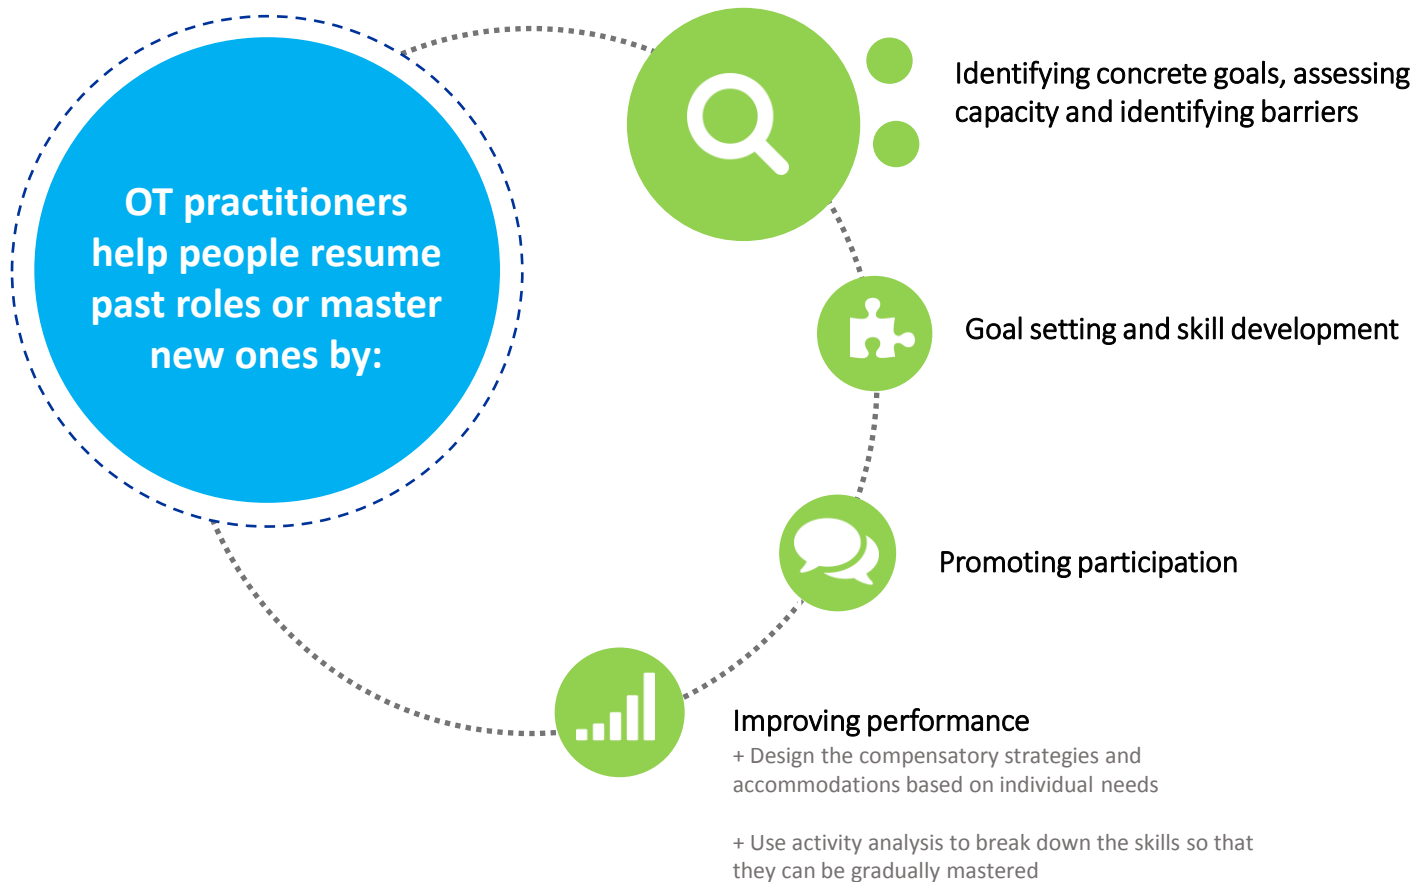 OT practitioners
help people resume
past roles or master
new ones by:
Identifying concrete goals, assessing
capacity and identifying barriers
Goal setting and skill development
Promoting participation
Improving performance
+ Design the compensatory strategies and
accommodations based on individual needs
+ Use activity analysis to break down the skills so that
they can be gradually mastered